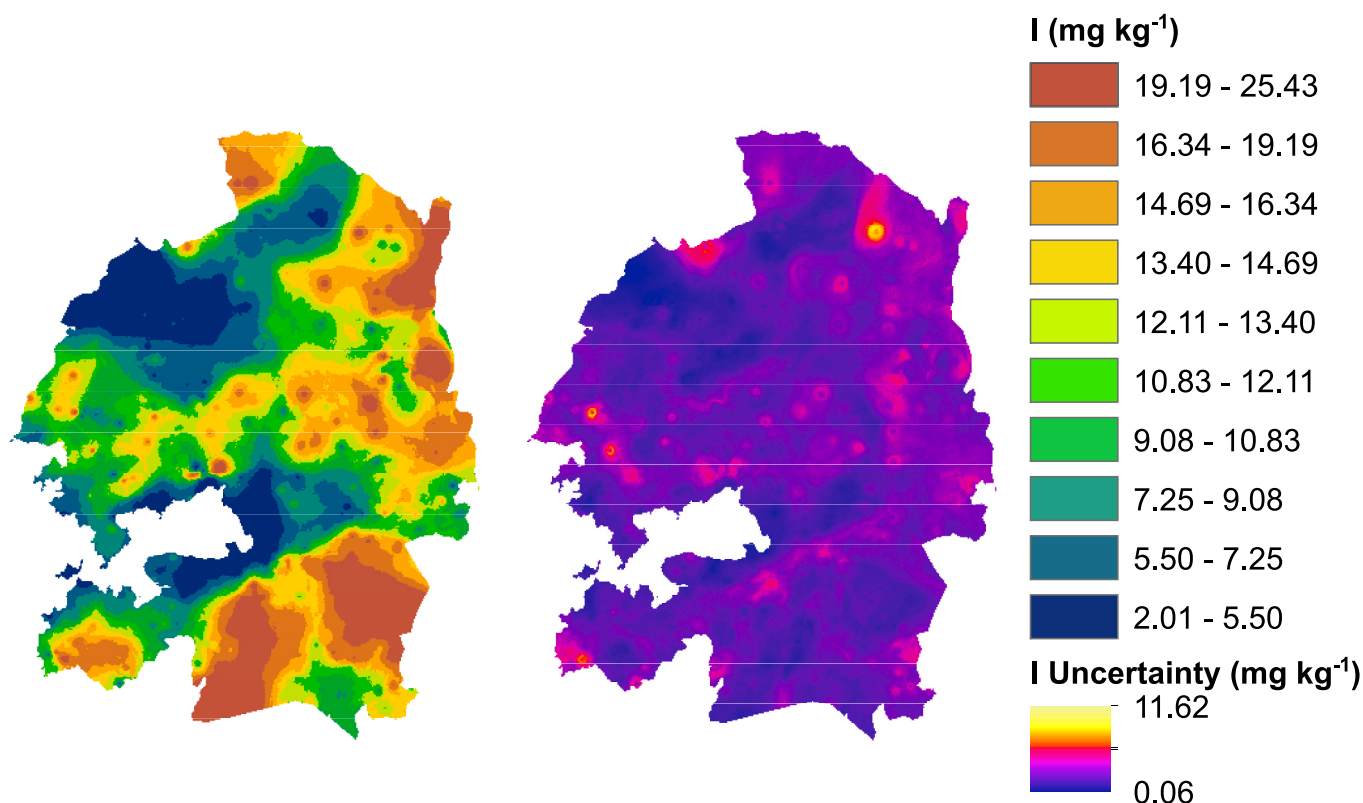 I (mg kg⁻¹)
19.19 - 25.43
16.34 - 19.19
14.69 - 16.34
13.40 - 14.69
12.11 - 13.40
10.83 - 12.11
9.08 - 10.83
7.25 - 9.08
5.50 - 7.25
2.01 - 5.50
I Uncertainty (mg kg⁻¹)
11.62
0.06